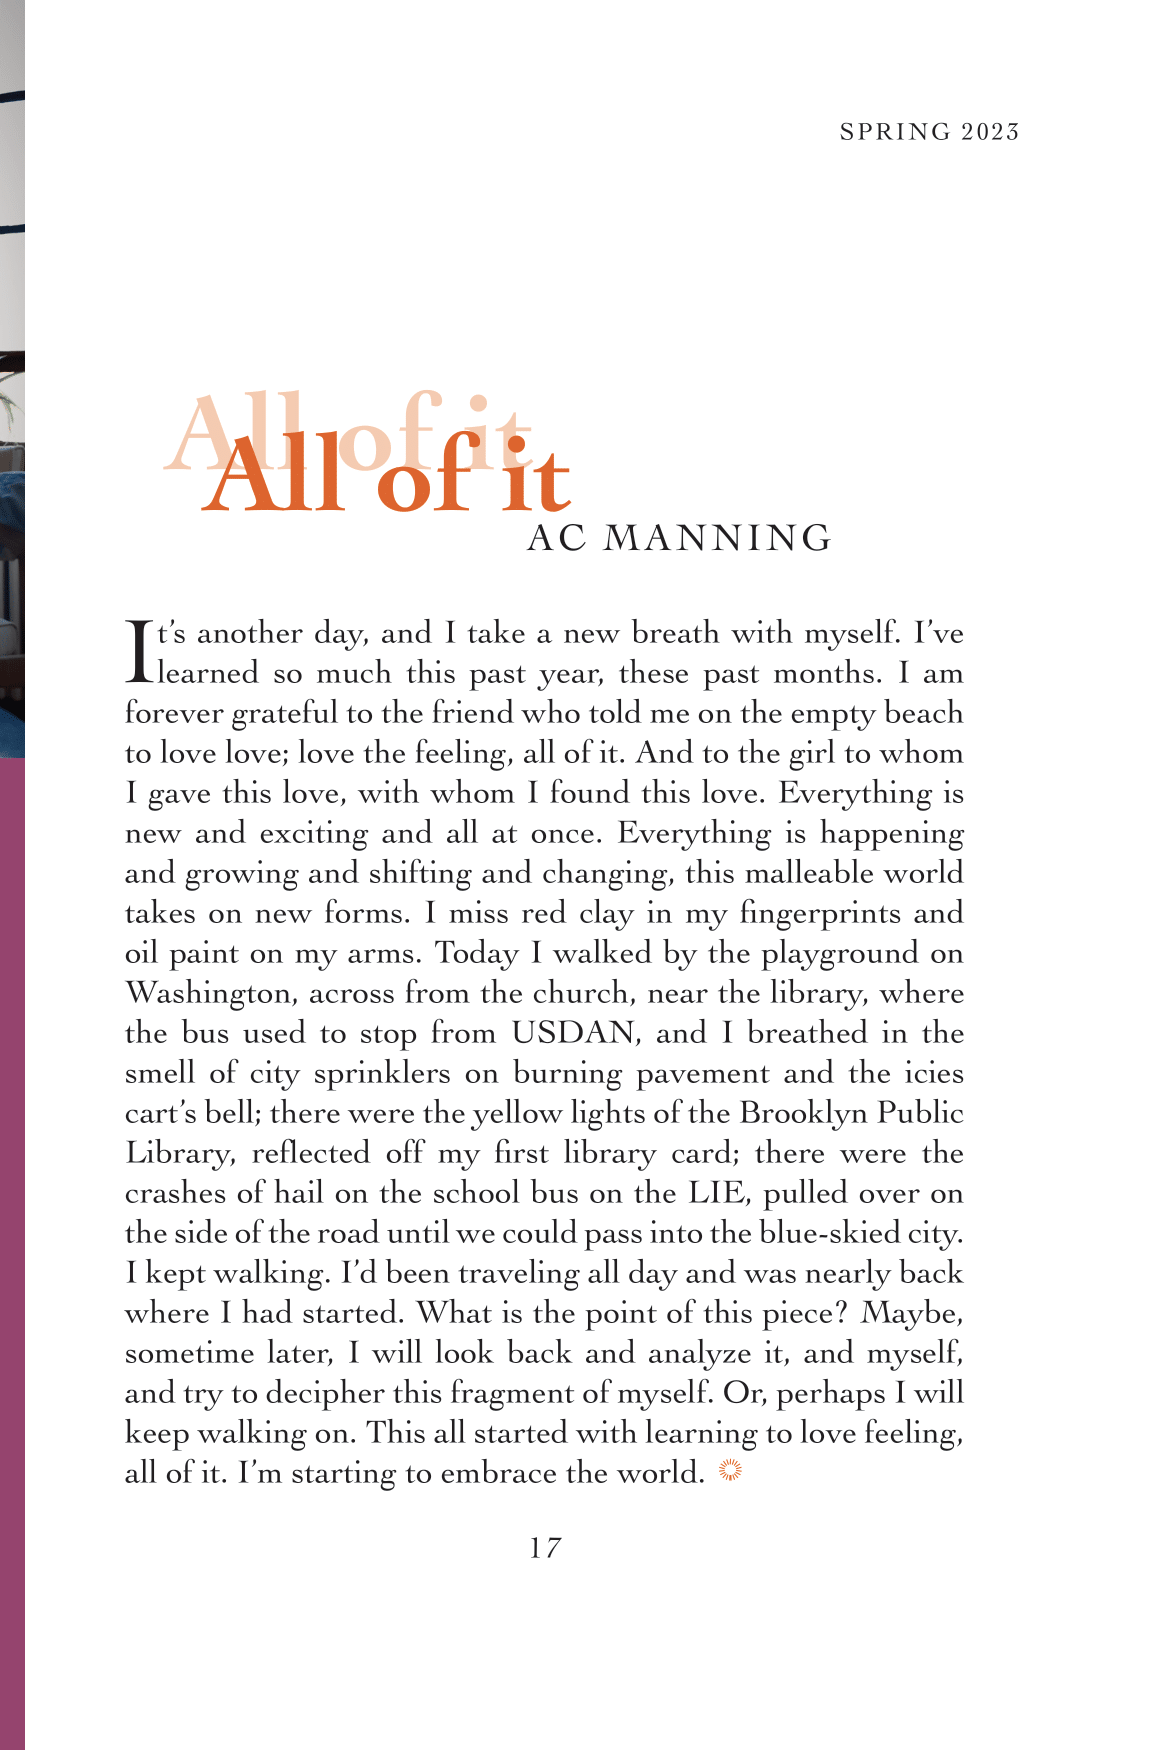 SPRING 2023
All of it
All of it
AC MANNING
It’s another day, and I take a new breath with myself. I’ve
learned so much this past year, these past months. I am
forever grateful to the friend who told me on the empty beach
to love love; love the feeling, all of it. And to the girl to whom
I gave this love, with whom I found this love. Everything is
new and exciting and all at once. Everything is happening
and growing and shifting and changing, this malleable world
takes on new forms. I miss red clay in my fingerprints and
oil paint on my arms. Today I walked by the playground on
Washington, across from the church, near the library, where
the bus used to stop from USDAN, and I breathed in the
smell of city sprinklers on burning pavement and the icies
cart’s bell; there were the yellow lights of the Brooklyn Public
Library, reflected off my first library card; there were the
crashes of hail on the school bus on the LIE, pulled over on
the side of the road until we could pass into the blue-skied city.
I kept walking. I’d been traveling all day and was nearly back
where I had started. What is the point of this piece? Maybe,
sometime later, I will look back and analyze it, and myself,
and try to decipher this fragment of myself. Or, perhaps I will
keep walking on. This all started with learning to love feeling,
all of it. I’m starting to embrace the world.
17